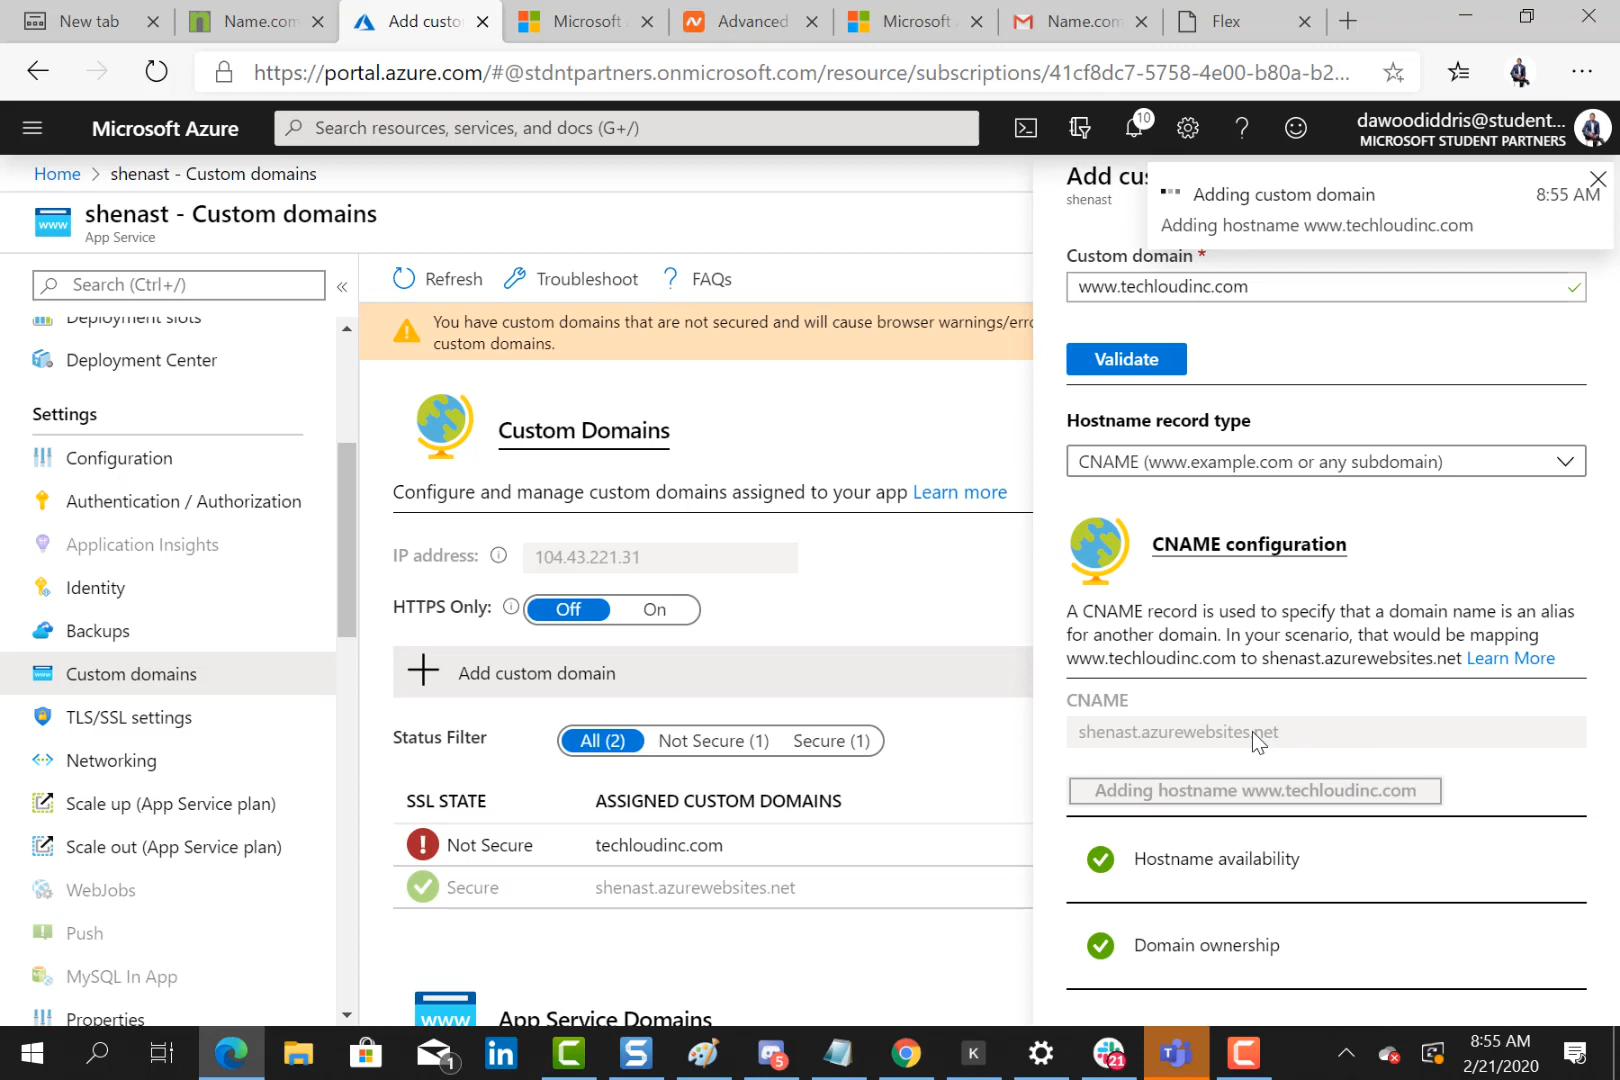 New tab
Name.com
Add custo
Microsoft
Advanced
Microsoft
Name.com
Flex
https://portal.azure.com/#@stdntpartners.onmicrosoft.com/resource/subscriptions/41cf8dc7-5758-4e00-b80a-b2...
Microsoft Azure
Search resources, services, and docs (G+/)
10
dawoodiddris@student...
MICROSOFT STUDENT PARTNERS
Home > shenast - Custom domains
www
shenast - Custom domains
App Service
Search (Ctrl+/)
«
Deployment slots
Deployment Center
Settings
Configuration
Authentication / Authorization
Application Insights
Identity
Backups
Custom domains
TLS/SSL settings
Networking
Scale up (App Service plan)
Scale out (App Service plan)
WebJobs
Push
MySQL In App
Properties
Refresh
Troubleshoot
? FAQs
You have custom domains that are not secured and will cause browser warnings/erro
custom domains.
Custom Domains
Configure and manage custom domains assigned to your app Learn more
IP address:
104.43.221.31
HTTPS Only:
Off
On
Add custom domain
Status Filter
All (2)
Not Secure (1)
Secure (1)
SSL STATE
ASSIGNED CUSTOM DOMAINS
Not Secure
techloudinc.com
Secure
shenast.azurewebsites.net
www
App Service Domains
Add cus
shenast
Adding custom domain
8:55 AM
Adding hostname www.techloudinc.com
Custom domain *
www.techloudinc.com
Validate
Hostname record type
CNAME (www.example.com or any subdomain)
CNAME configuration
A CNAME record is used to specify that a domain name is an alias
for another domain. In your scenario, that would be mapping
www.techloudinc.com to shenast.azurewebsites.net Learn More
CNAME
shenast.azurewebsites.net
Adding hostname www.techloudinc.com
Hostname availability
Domain ownership
1
in
C
S
5
K
21
C
8:55 AM
2/21/2020